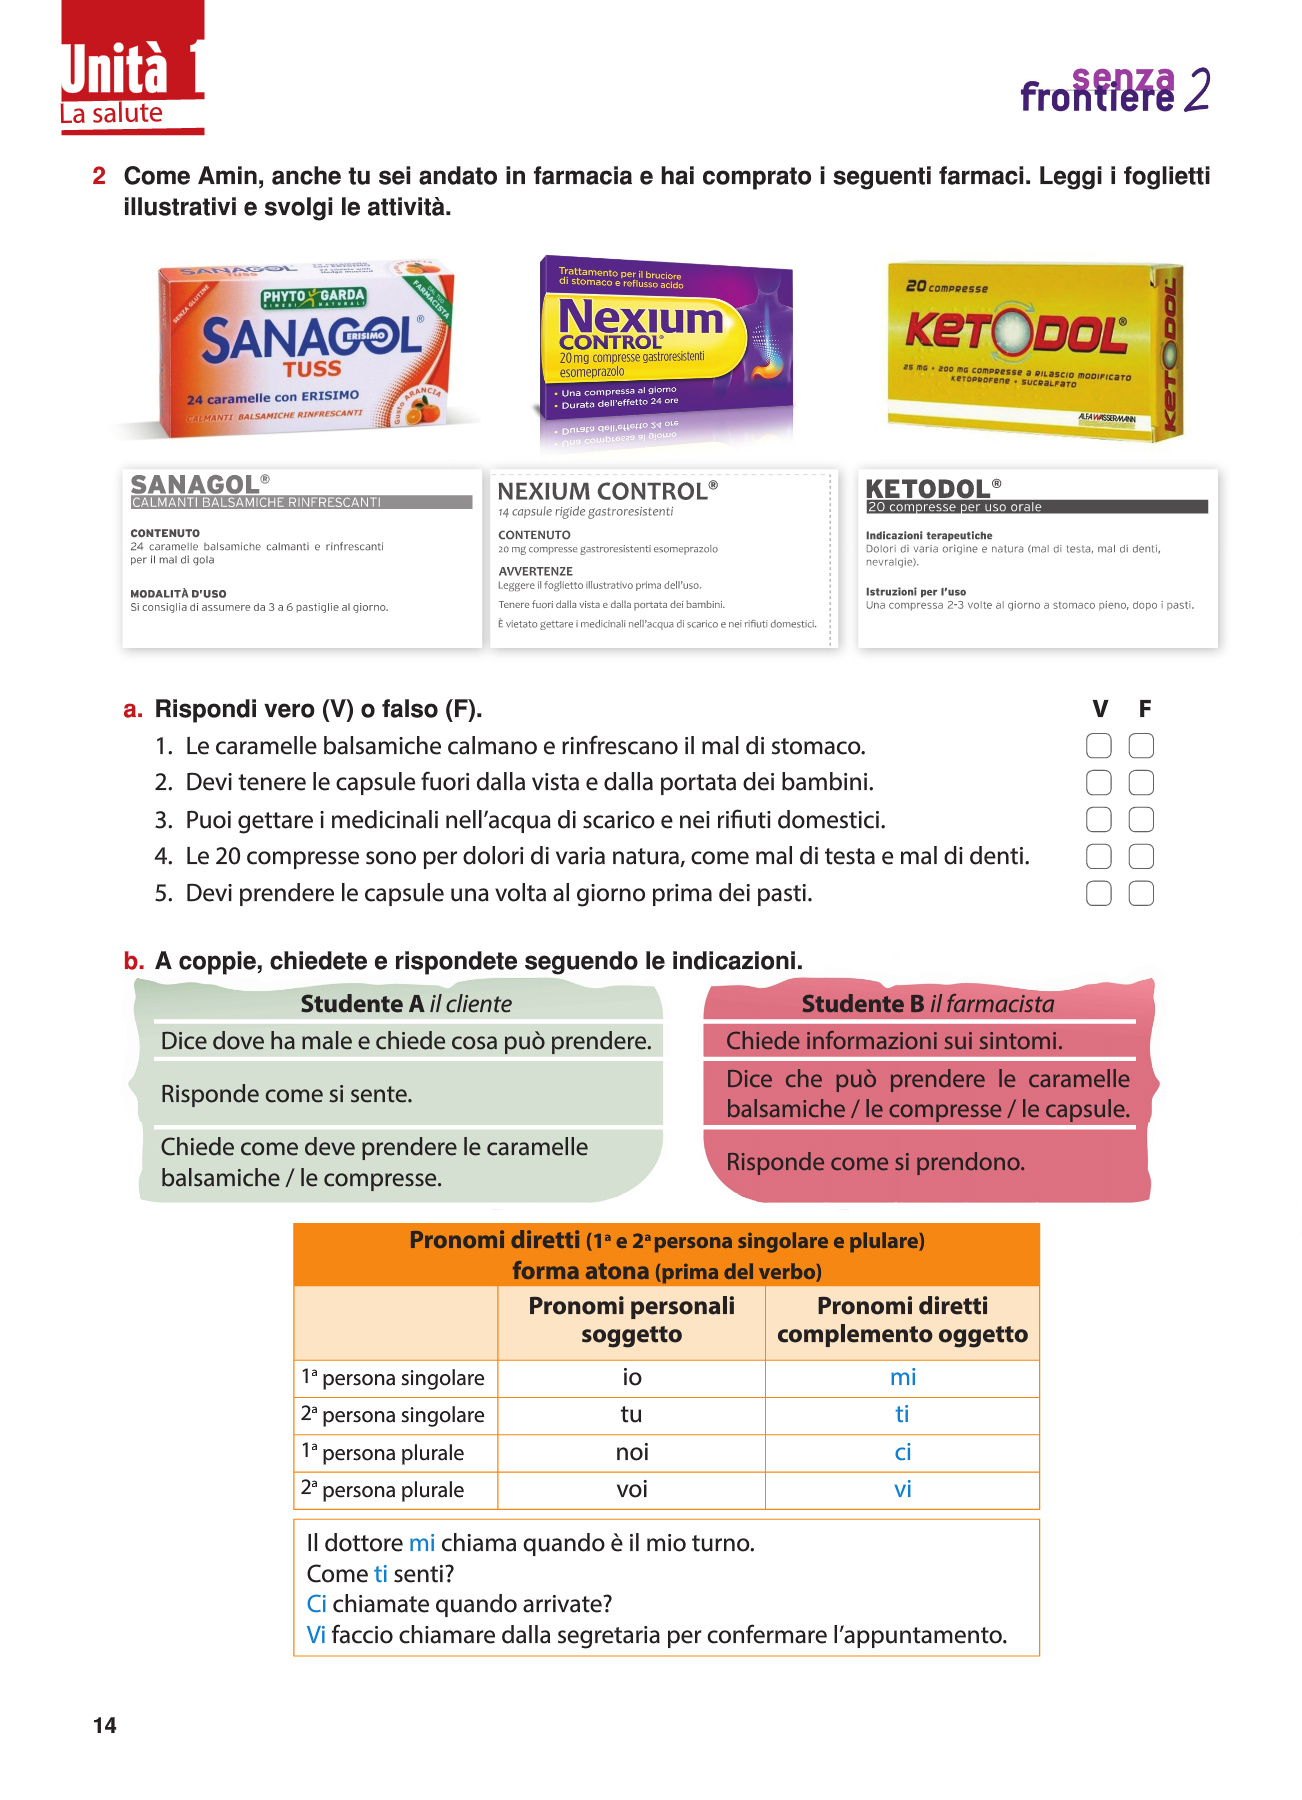 Unità 1
La salute
senza
frontiere 2
2 Come Amin, anche tu sei andato in farmacia e hai comprato i seguenti farmaci. Leggi i foglietti
illustrativi e svolgi le attività.
SANAGOL
TUSS
SENZA GLUTINE
PHYTO GARDA
RIMEDI NATURALI
DAL TUO
FARMACISTA
SANAGOL®
ERISIMO
TUSS
24 caramelle con ERISIMO
CALMANTI BALSAMICHE RINFRESCANTI
Gusto ARANCIA
Trattamento per il bruciore
di stomaco e reflusso acido
Nexium
CONTROL®
20 mg compresse gastroresistenti
esomeprazolo
• Una compressa al giorno
• Durata dell'effetto 24 ore
20 COMPRESSE
KETODOL®
25 MG + 200 MG COMPRESSE A RILASCIO MODIFICATO
KETOPROFENE + SUCRALFATO
ALFA WASSERMANN
KETODOL
SANAGOL®
CALMANTI BALSAMICHE RINFRESCANTI
CONTENUTO
24 caramelle balsamiche calmanti e rinfrescanti
per il mal di gola
MODALITÀ D'USO
Si consiglia di assumere da 3 a 6 pastiglie al giorno.
NEXIUM CONTROL®
14 capsule rigide gastroresistenti
CONTENUTO
20 mg compresse gastroresistenti esomeprazolo
AVVERTENZE
Leggere il foglietto illustrativo prima dell'uso.
Tenere fuori dalla vista e dalla portata dei bambini.
È vietato gettare i medicinali nell'acqua di scarico e nei rifiuti domestici.
KETODOL®
20 compresse per uso orale
Indicazioni terapeutiche
Dolori di varia origine e natura (mal di testa, mal di denti,
nevralgie).
Istruzioni per l'uso
Una compressa 2-3 volte al giorno a stomaco pieno, dopo i pasti.
a. Rispondi vero (V) o falso (F). V F
1. Le caramelle balsamiche calmano e rinfrescano il mal di stomaco.
2. Devi tenere le capsule fuori dalla vista e dalla portata dei bambini.
3. Puoi gettare i medicinali nell'acqua di scarico e nei rifiuti domestici.
4. Le 20 compresse sono per dolori di varia natura, come mal di testa e mal di denti.
5. Devi prendere le capsule una volta al giorno prima dei pasti.
b. A coppie, chiedete e rispondete seguendo le indicazioni.
Studente A il cliente
Dice dove ha male e chiede cosa può prendere.
Risponde come si sente.
Chiede come deve prendere le caramelle
balsamiche / le compresse.
Studente B il farmacista
Chiede informazioni sui sintomi.
Dice che può prendere le caramelle
balsamiche / le compresse / le capsule.
Risponde come si prendono.
Pronomi diretti (1ª e 2ª persona singolare e plulare)
forma atona (prima del verbo)
Pronomi personali
soggetto
Pronomi diretti
complemento oggetto
1ª persona singolare io mi
2ª persona singolare tu ti
1ª persona plurale noi ci
2ª persona plurale voi vi
Il dottore mi chiama quando è il mio turno.
Come ti senti?
Ci chiamate quando arrivate?
Vi faccio chiamare dalla segretaria per confermare l'appuntamento.
14